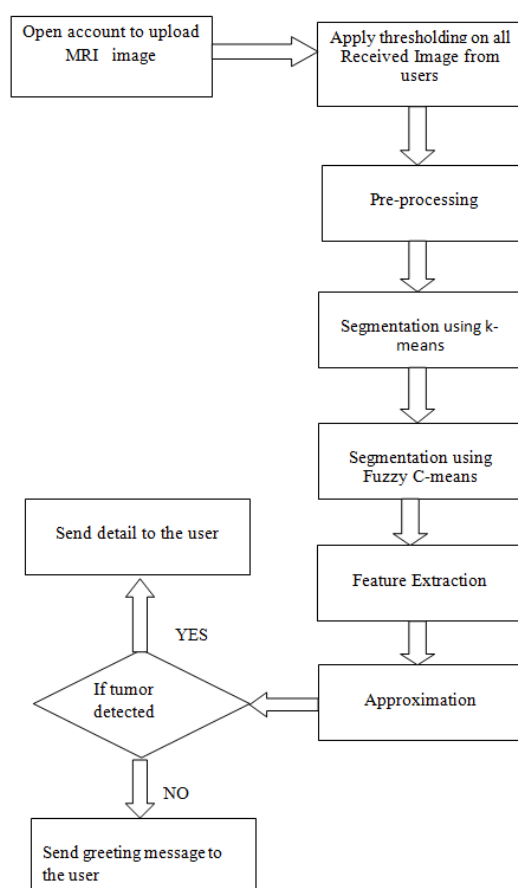 Open account to upload
MRI image
Apply thresholding on all
Received Image from
users
Pre-processing
Segmentation using k-
means
Segmentation using
Fuzzy C-means
Feature Extraction
Approximation
If tumor
detected
YES
Send detail to the user
NO
Send greeting message to
the user